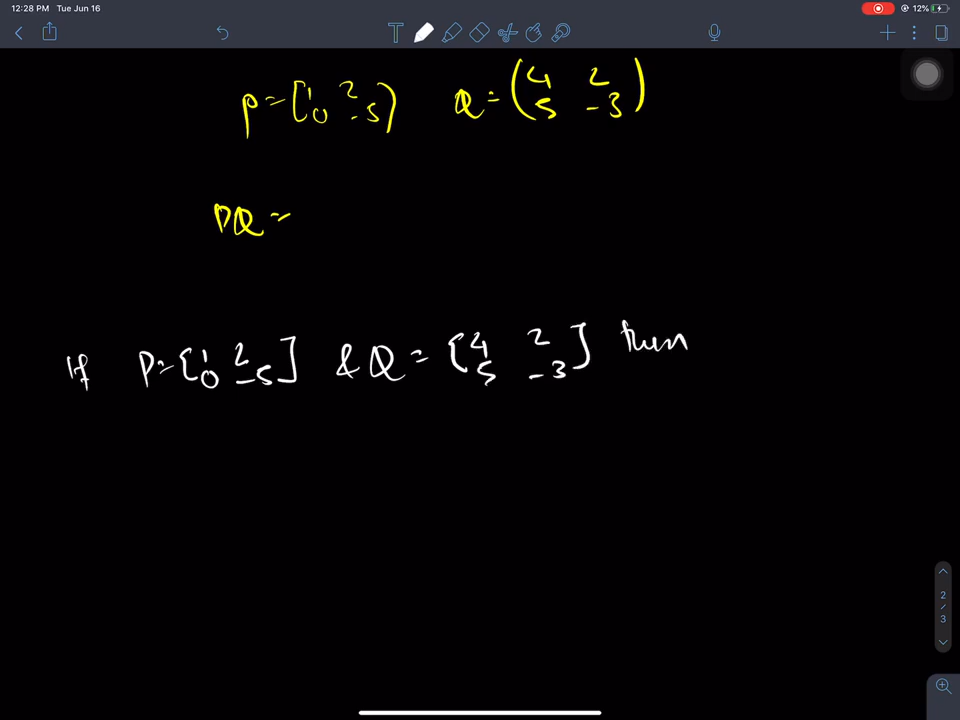 12:28 PM Tue Jun 16 12%
T
P = [1 2 Q = (4 2
0 -5) 5 -3)
PQ =
If P = [1 2 & Q = [4 2 then
0 -5] 5 -3]
2
/
3